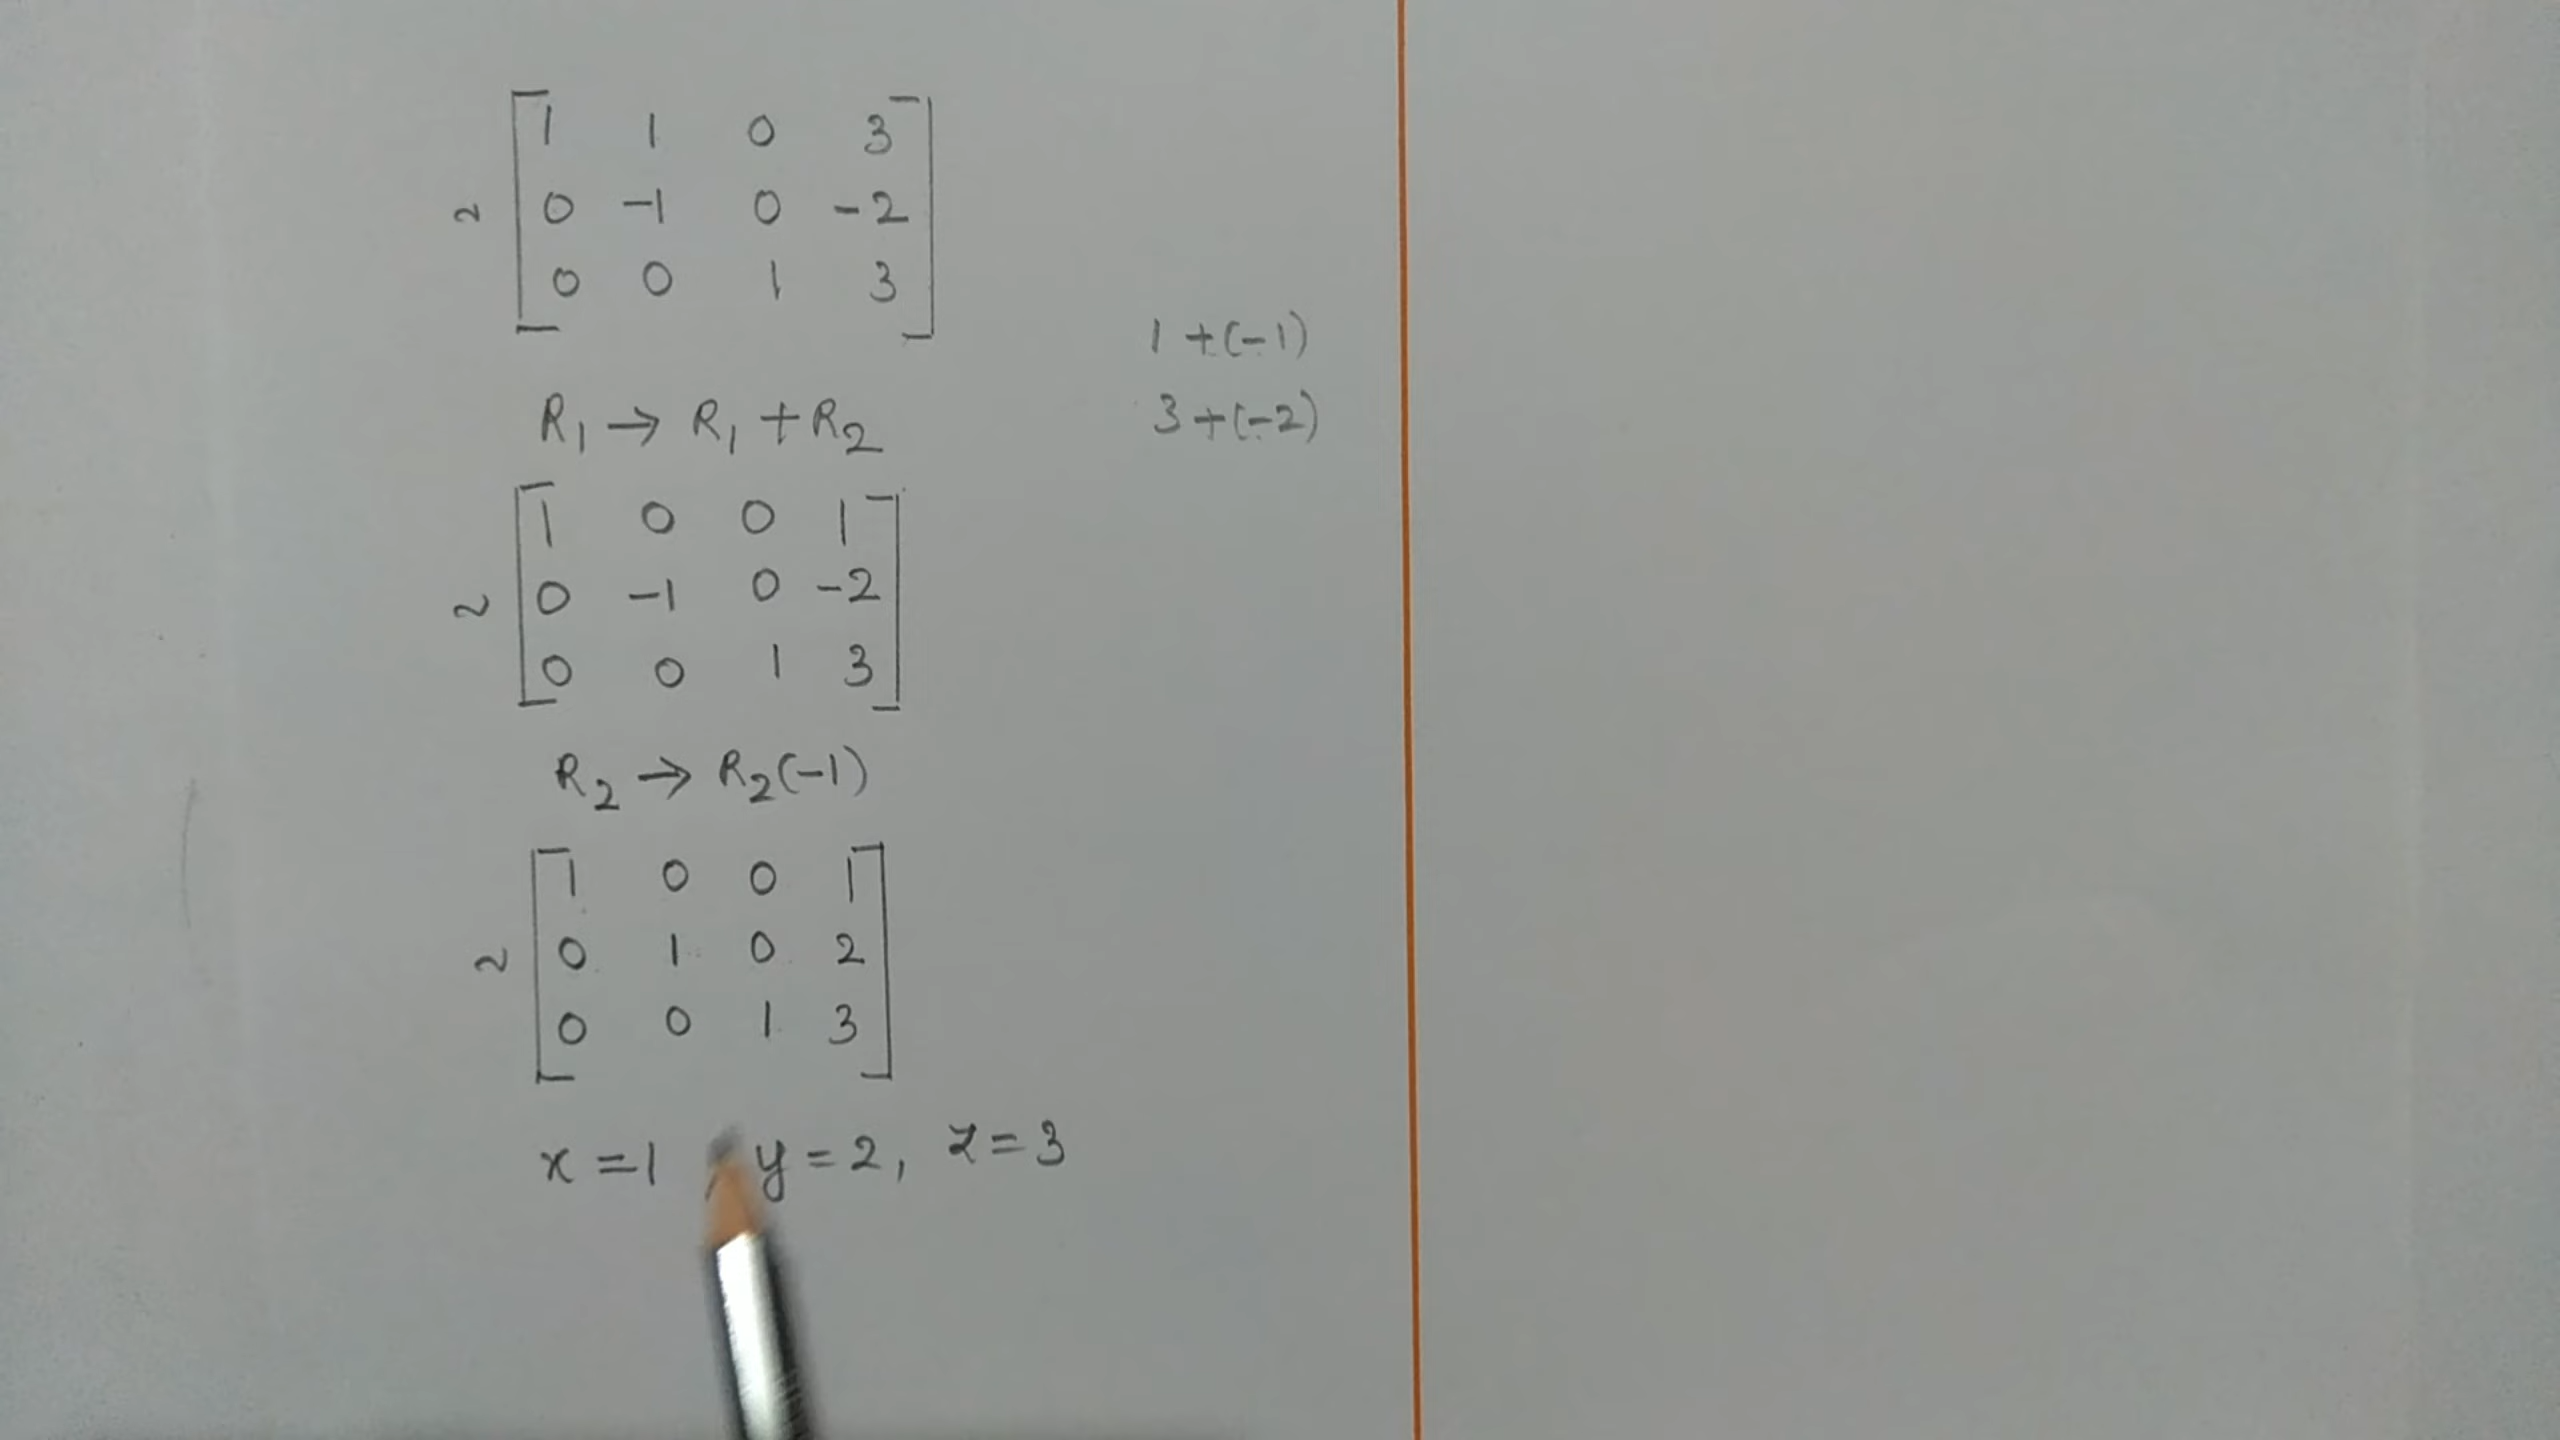 1 1 0 3
~ 0 -1 0 -2
0 0 1 3
1 + (-1)
3 + (-2)
R₁ → R₁ + R₂
1 0 0 1
~ 0 -1 0 -2
0 0 1 3
R₂ → R₂(-1)
1 0 0 1
~ 0 1 0 2
0 0 1 3
x = 1 , y = 2, z = 3